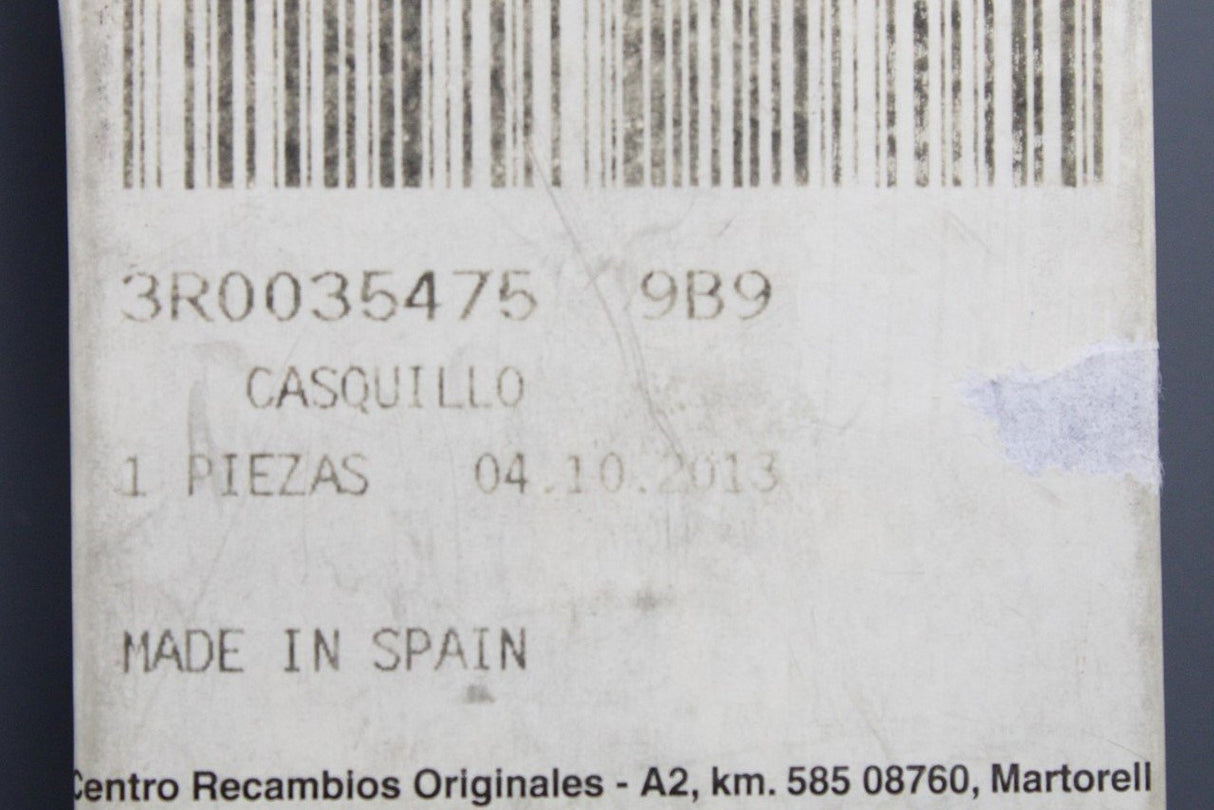 3R0035475 9B9
CASQUILLO
1 PIEZAS 04.10.2013
MADE IN SPAIN
Centro Recambios Originales - A2, km. 585 08760, Martorell